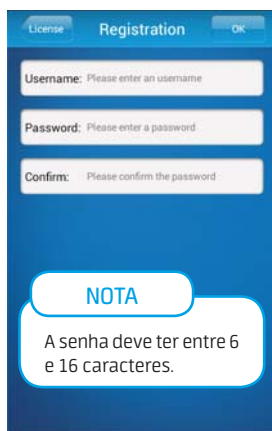 License Registration OK
Username: Please enter an username
Password: Please enter a password
Confirm: Please confirm the password
NOTA
A senha deve ter entre 6
e 16 caracteres.